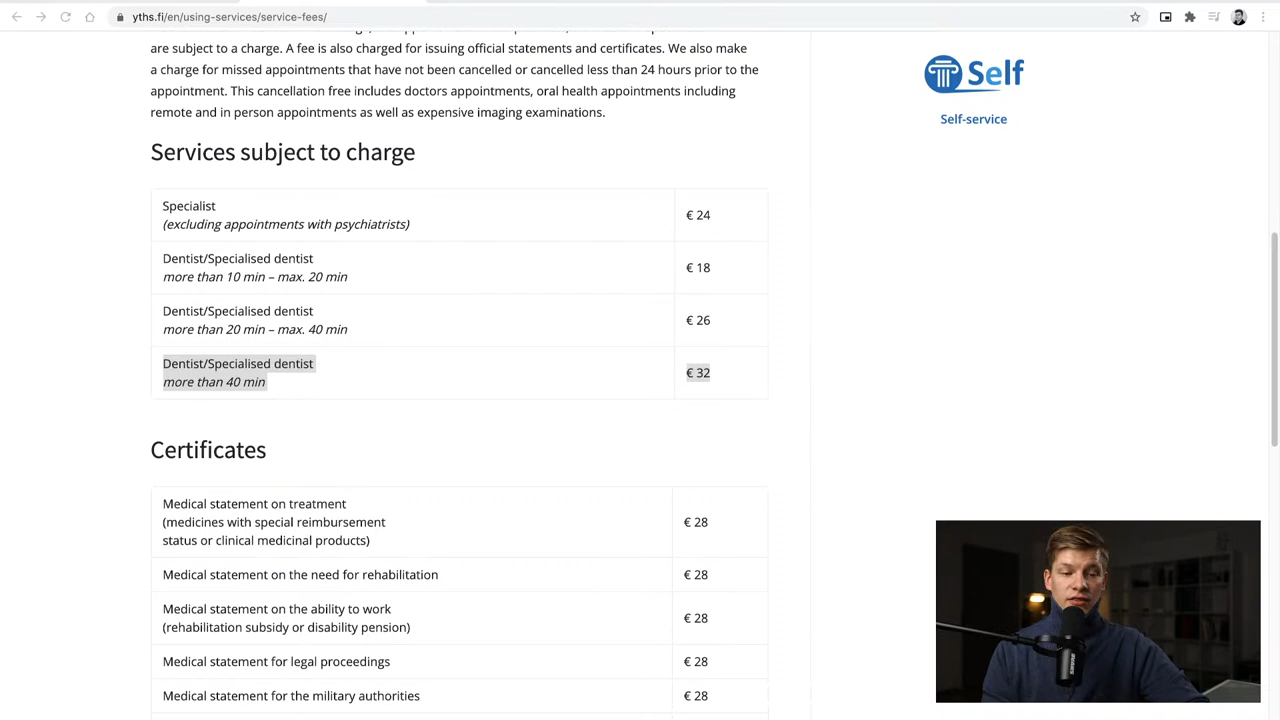 yths.fi/en/using-services/service-fees/
are subject to a charge. A fee is also charged for issuing official statements and certificates. We also make
a charge for missed appointments that have not been cancelled or cancelled less than 24 hours prior to the
appointment. This cancellation free includes doctors appointments, oral health appointments including
remote and in person appointments as well as expensive imaging examinations.
Self
Self-service
Services subject to charge
Specialist
(excluding appointments with psychiatrists)
€ 24
Dentist/Specialised dentist
more than 10 min – max. 20 min
€ 18
Dentist/Specialised dentist
more than 20 min – max. 40 min
€ 26
Dentist/Specialised dentist
more than 40 min
€ 32
Certificates
Medical statement on treatment
(medicines with special reimbursement
status or clinical medicinal products)
€ 28
Medical statement on the need for rehabilitation
€ 28
Medical statement on the ability to work
(rehabilitation subsidy or disability pension)
€ 28
Medical statement for legal proceedings
€ 28
Medical statement for the military authorities
€ 28